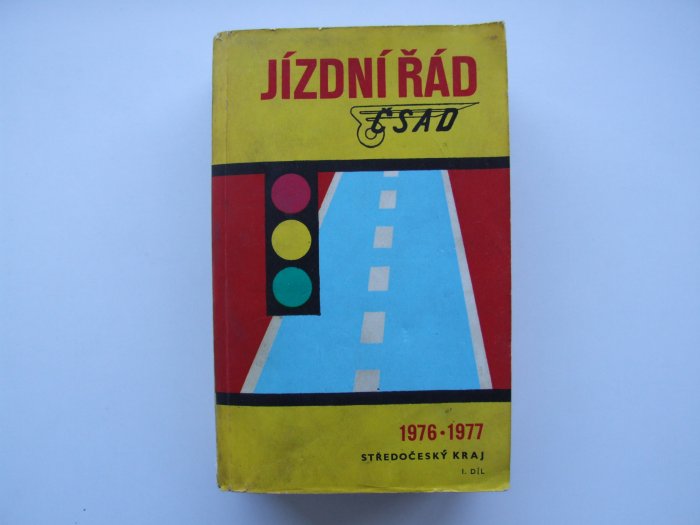 JÍZDNÍ ŘÁD
ČSAD
1976 • 1977
STŘEDOČESKÝ KRAJ
I. DÍL